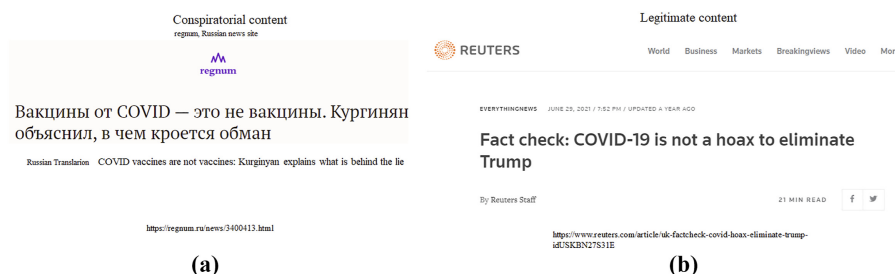 Conspiratorial content
regnum, Russian news site
regnum
Вакцины от COVID — это не вакцины. Кургинян
объяснил, в чем кроется обман
Russian Translarion COVID vaccines are not vaccines: Kurginyan explains what is behind the lie
https://regnum.ru/news/3400413.html
(a)
Legitimate content
REUTERS
World Business Markets Breakingviews Video Mor
EVERYTHINGNEWS JUNE 29, 2021 / 7:52 PM / UPDATED A YEAR AGO
Fact check: COVID-19 is not a hoax to eliminate
Trump
By Reuters Staff
21 MIN READ
f
https://www.reuters.com/article/uk-factcheck-covid-hoax-eliminate-trump-
idUSKBN27S31E
(b)